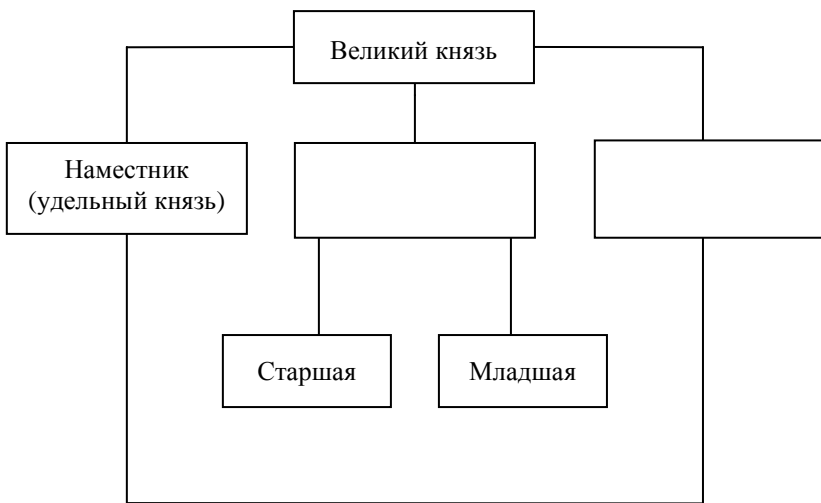 Великий князь
Наместник
(удельный князь)
Старшая
Младшая